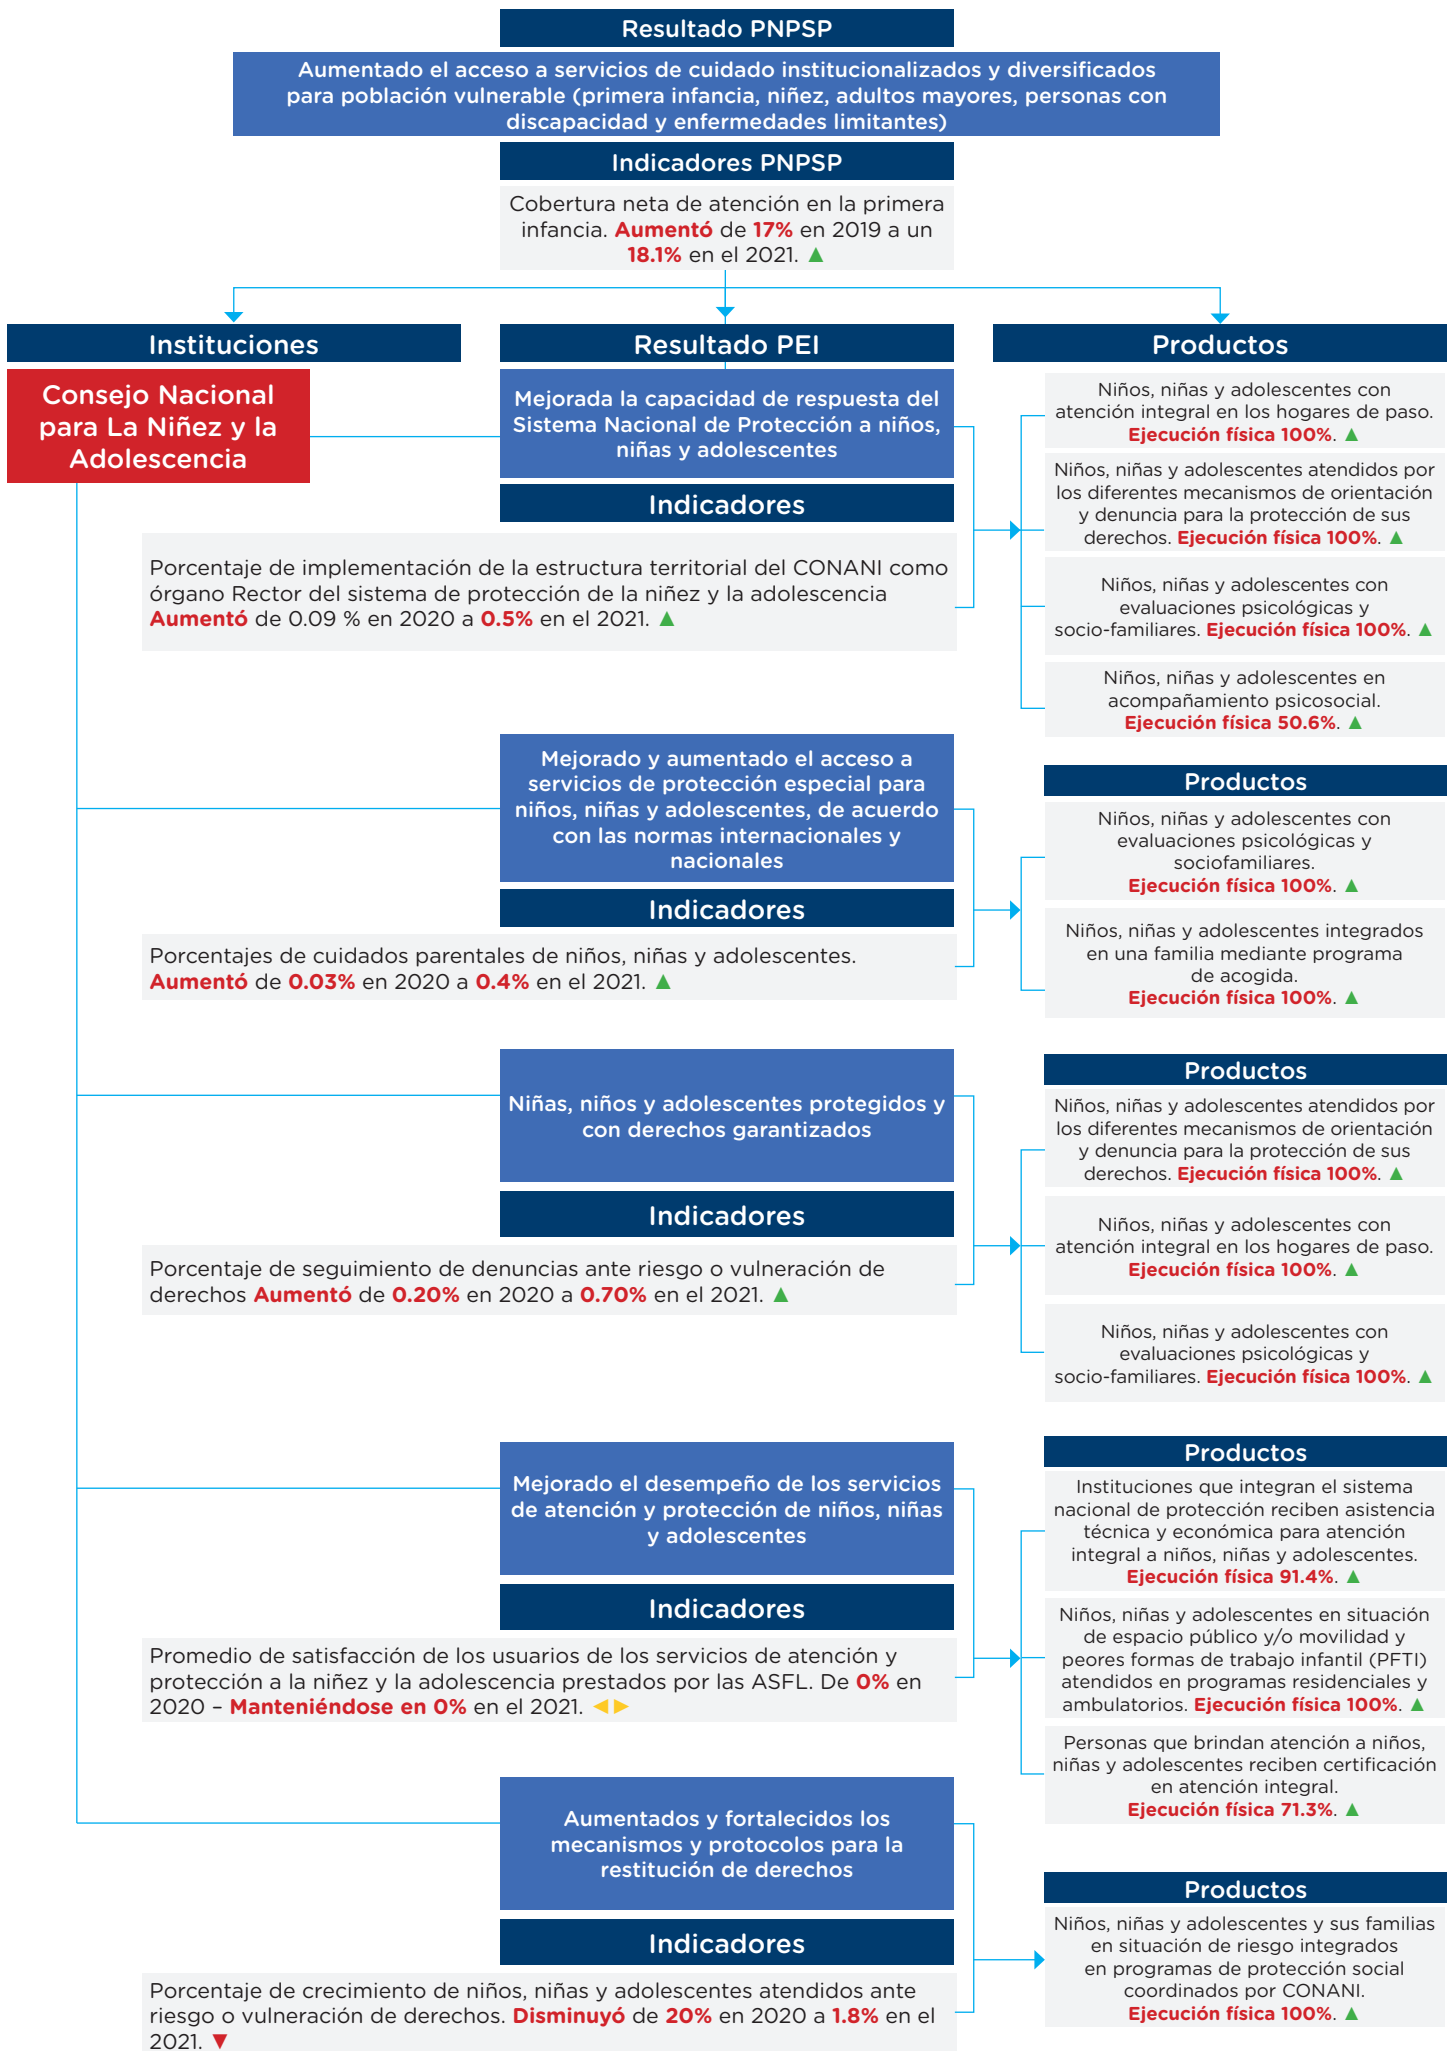 Resultado PNPSP
Aumentado el acceso a servicios de cuidado institucionalizados y diversificados
para población vulnerable (primera infancia, niñez, adultos mayores, personas con
discapacidad y enfermedades limitantes)
Indicadores PNPSP
Cobertura neta de atención en la primera
infancia. Aumentó de 17% en 2019 a un
18.1% en el 2021. ▲
Instituciones
Consejo Nacional
para La Niñez y la
Adolescencia
Resultado PEI
Mejorada la capacidad de respuesta del
Sistema Nacional de Protección a niños,
niñas y adolescentes
Indicadores
Porcentaje de implementación de la estructura territorial del CONANI como
órgano Rector del sistema de protección de la niñez y la adolescencia
Aumentó de 0.09 % en 2020 a 0.5% en el 2021. ▲
Productos
Niños, niñas y adolescentes con
atención integral en los hogares de paso.
Ejecución física 100%. ▲
Niños, niñas y adolescentes atendidos por
los diferentes mecanismos de orientación
y denuncia para la protección de sus
derechos. Ejecución física 100%. ▲
Niños, niñas y adolescentes con
evaluaciones psicológicas y
socio-familiares. Ejecución física 100%. ▲
Niños, niñas y adolescentes en
acompañamiento psicosocial.
Ejecución física 50.6%. ▲
Mejorado y aumentado el acceso a
servicios de protección especial para
niños, niñas y adolescentes, de acuerdo
con las normas internacionales y
nacionales
Indicadores
Porcentajes de cuidados parentales de niños, niñas y adolescentes.
Aumentó de 0.03% en 2020 a 0.4% en el 2021. ▲
Productos
Niños, niñas y adolescentes con
evaluaciones psicológicas y
sociofamiliares.
Ejecución física 100%. ▲
Niños, niñas y adolescentes integrados
en una familia mediante programa
de acogida.
Ejecución física 100%. ▲
Niñas, niños y adolescentes protegidos y
con derechos garantizados
Indicadores
Porcentaje de seguimiento de denuncias ante riesgo o vulneración de
derechos Aumentó de 0.20% en 2020 a 0.70% en el 2021. ▲
Productos
Niños, niñas y adolescentes atendidos por
los diferentes mecanismos de orientación
y denuncia para la protección de sus
derechos. Ejecución física 100%. ▲
Niños, niñas y adolescentes con
atención integral en los hogares de paso.
Ejecución física 100%. ▲
Niños, niñas y adolescentes con
evaluaciones psicológicas y
socio-familiares. Ejecución física 100%. ▲
Mejorado el desempeño de los servicios
de atención y protección de niños, niñas
y adolescentes
Indicadores
Promedio de satisfacción de los usuarios de los servicios de atención y
protección a la niñez y la adolescencia prestados por las ASFL. De 0% en
2020 – Manteniéndose en 0% en el 2021. ◀▶
Productos
Instituciones que integran el sistema
nacional de protección reciben asistencia
técnica y económica para atención
integral a niños, niñas y adolescentes.
Ejecución física 91.4%. ▲
Niños, niñas y adolescentes en situación
de espacio público y/o movilidad y
peores formas de trabajo infantil (PFTI)
atendidos en programas residenciales y
ambulatorios. Ejecución física 100%. ▲
Personas que brindan atención a niños,
niñas y adolescentes reciben certificación
en atención integral.
Ejecución física 71.3%. ▲
Aumentados y fortalecidos los
mecanismos y protocolos para la
restitución de derechos
Indicadores
Porcentaje de crecimiento de niños, niñas y adolescentes atendidos ante
riesgo o vulneración de derechos. Disminuyó de 20% en 2020 a 1.8% en el
2021. ▼
Productos
Niños, niñas y adolescentes y sus familias
en situación de riesgo integrados
en programas de protección social
coordinados por CONANI.
Ejecución física 100%. ▲